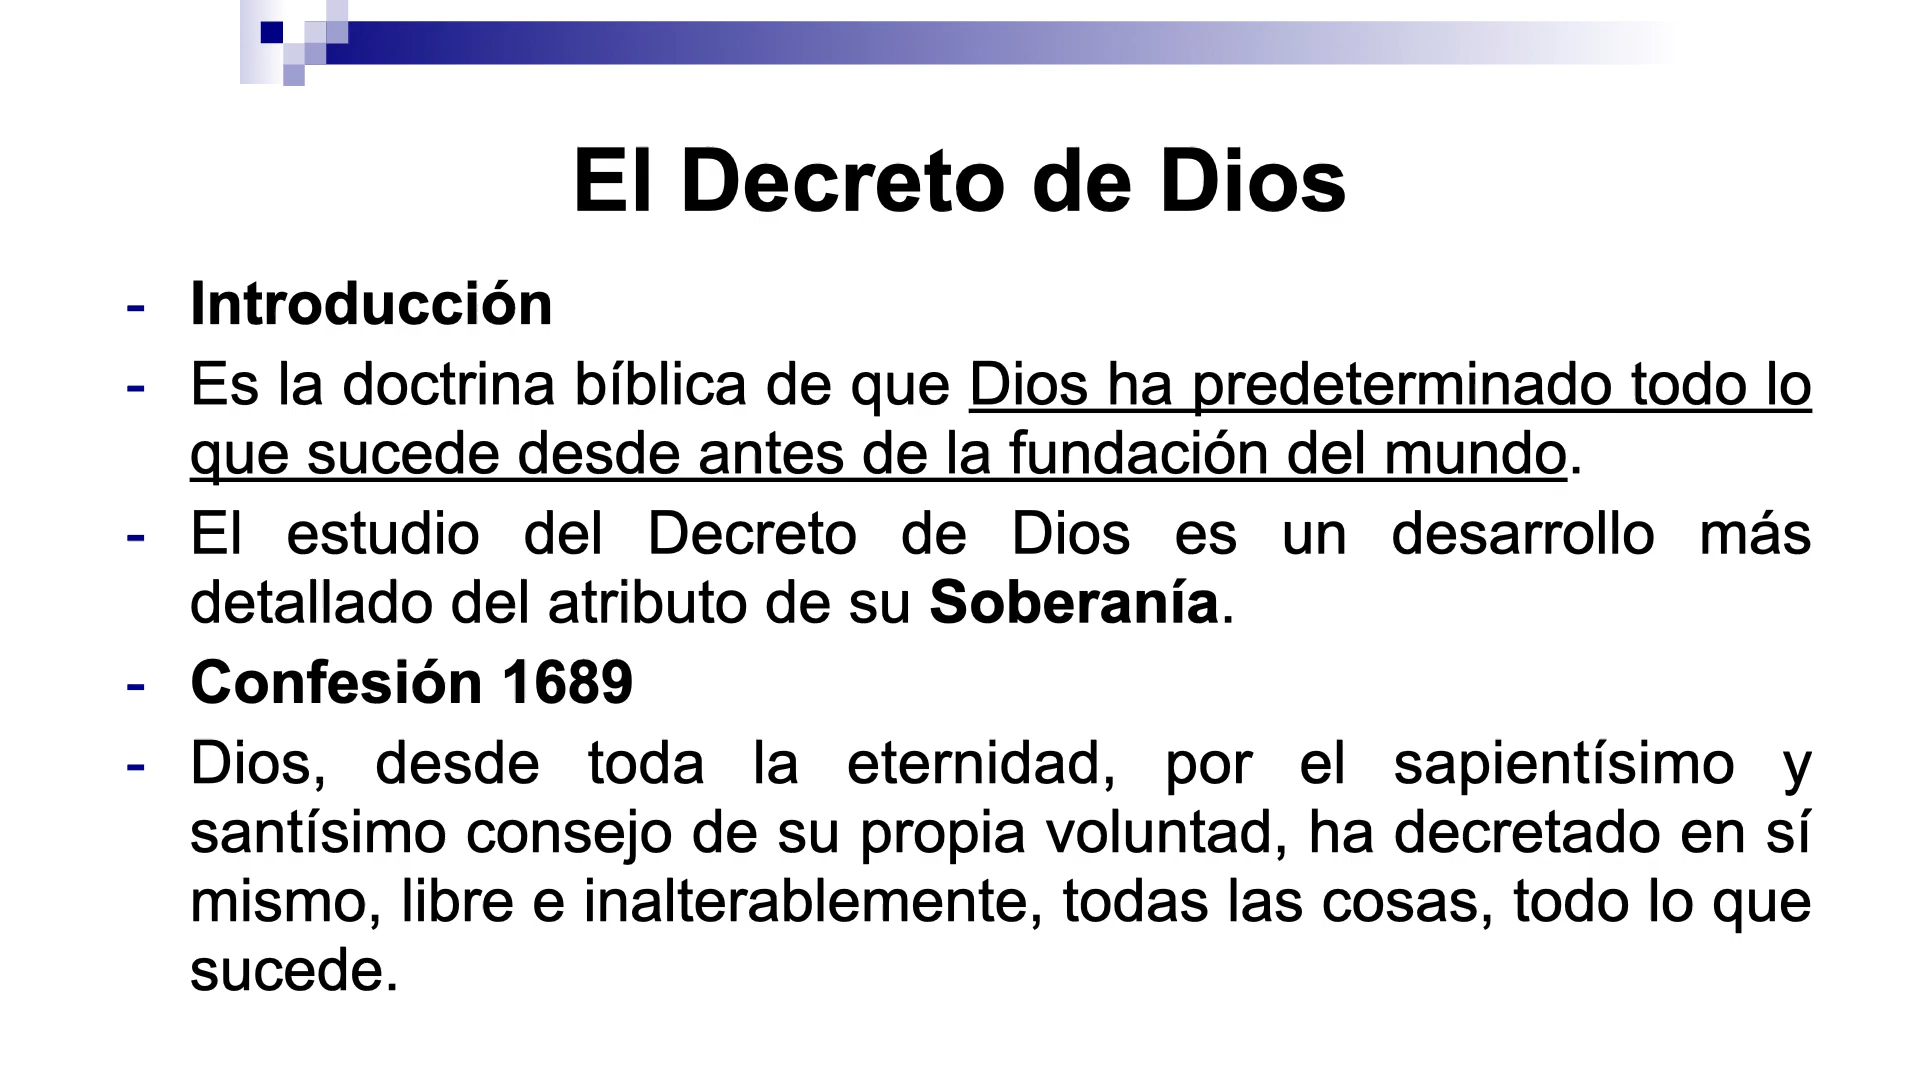 El Decreto de Dios
- Introducción
- Es la doctrina bíblica de que Dios ha predeterminado todo lo
que sucede desde antes de la fundación del mundo.
- El estudio del Decreto de Dios es un desarrollo más
detallado del atributo de su Soberanía.
- Confesión 1689
- Dios, desde toda la eternidad, por el sapientísimo y
santísimo consejo de su propia voluntad, ha decretado en sí
mismo, libre e inalterablemente, todas las cosas, todo lo que
sucede.